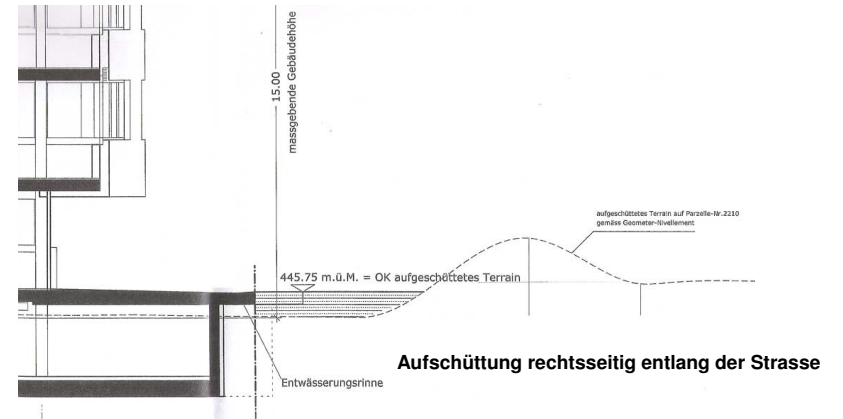 15.00
massgebende Gebäudehöhe
aufgeschüttetes Terrain auf Parzelle-Nr.2210
gemäss Geometer-Nivellement
445.75 m.ü.M. = OK aufgeschüttetes Terrain
Aufschüttung rechtsseitig entlang der Strasse
Entwässerungsrinne